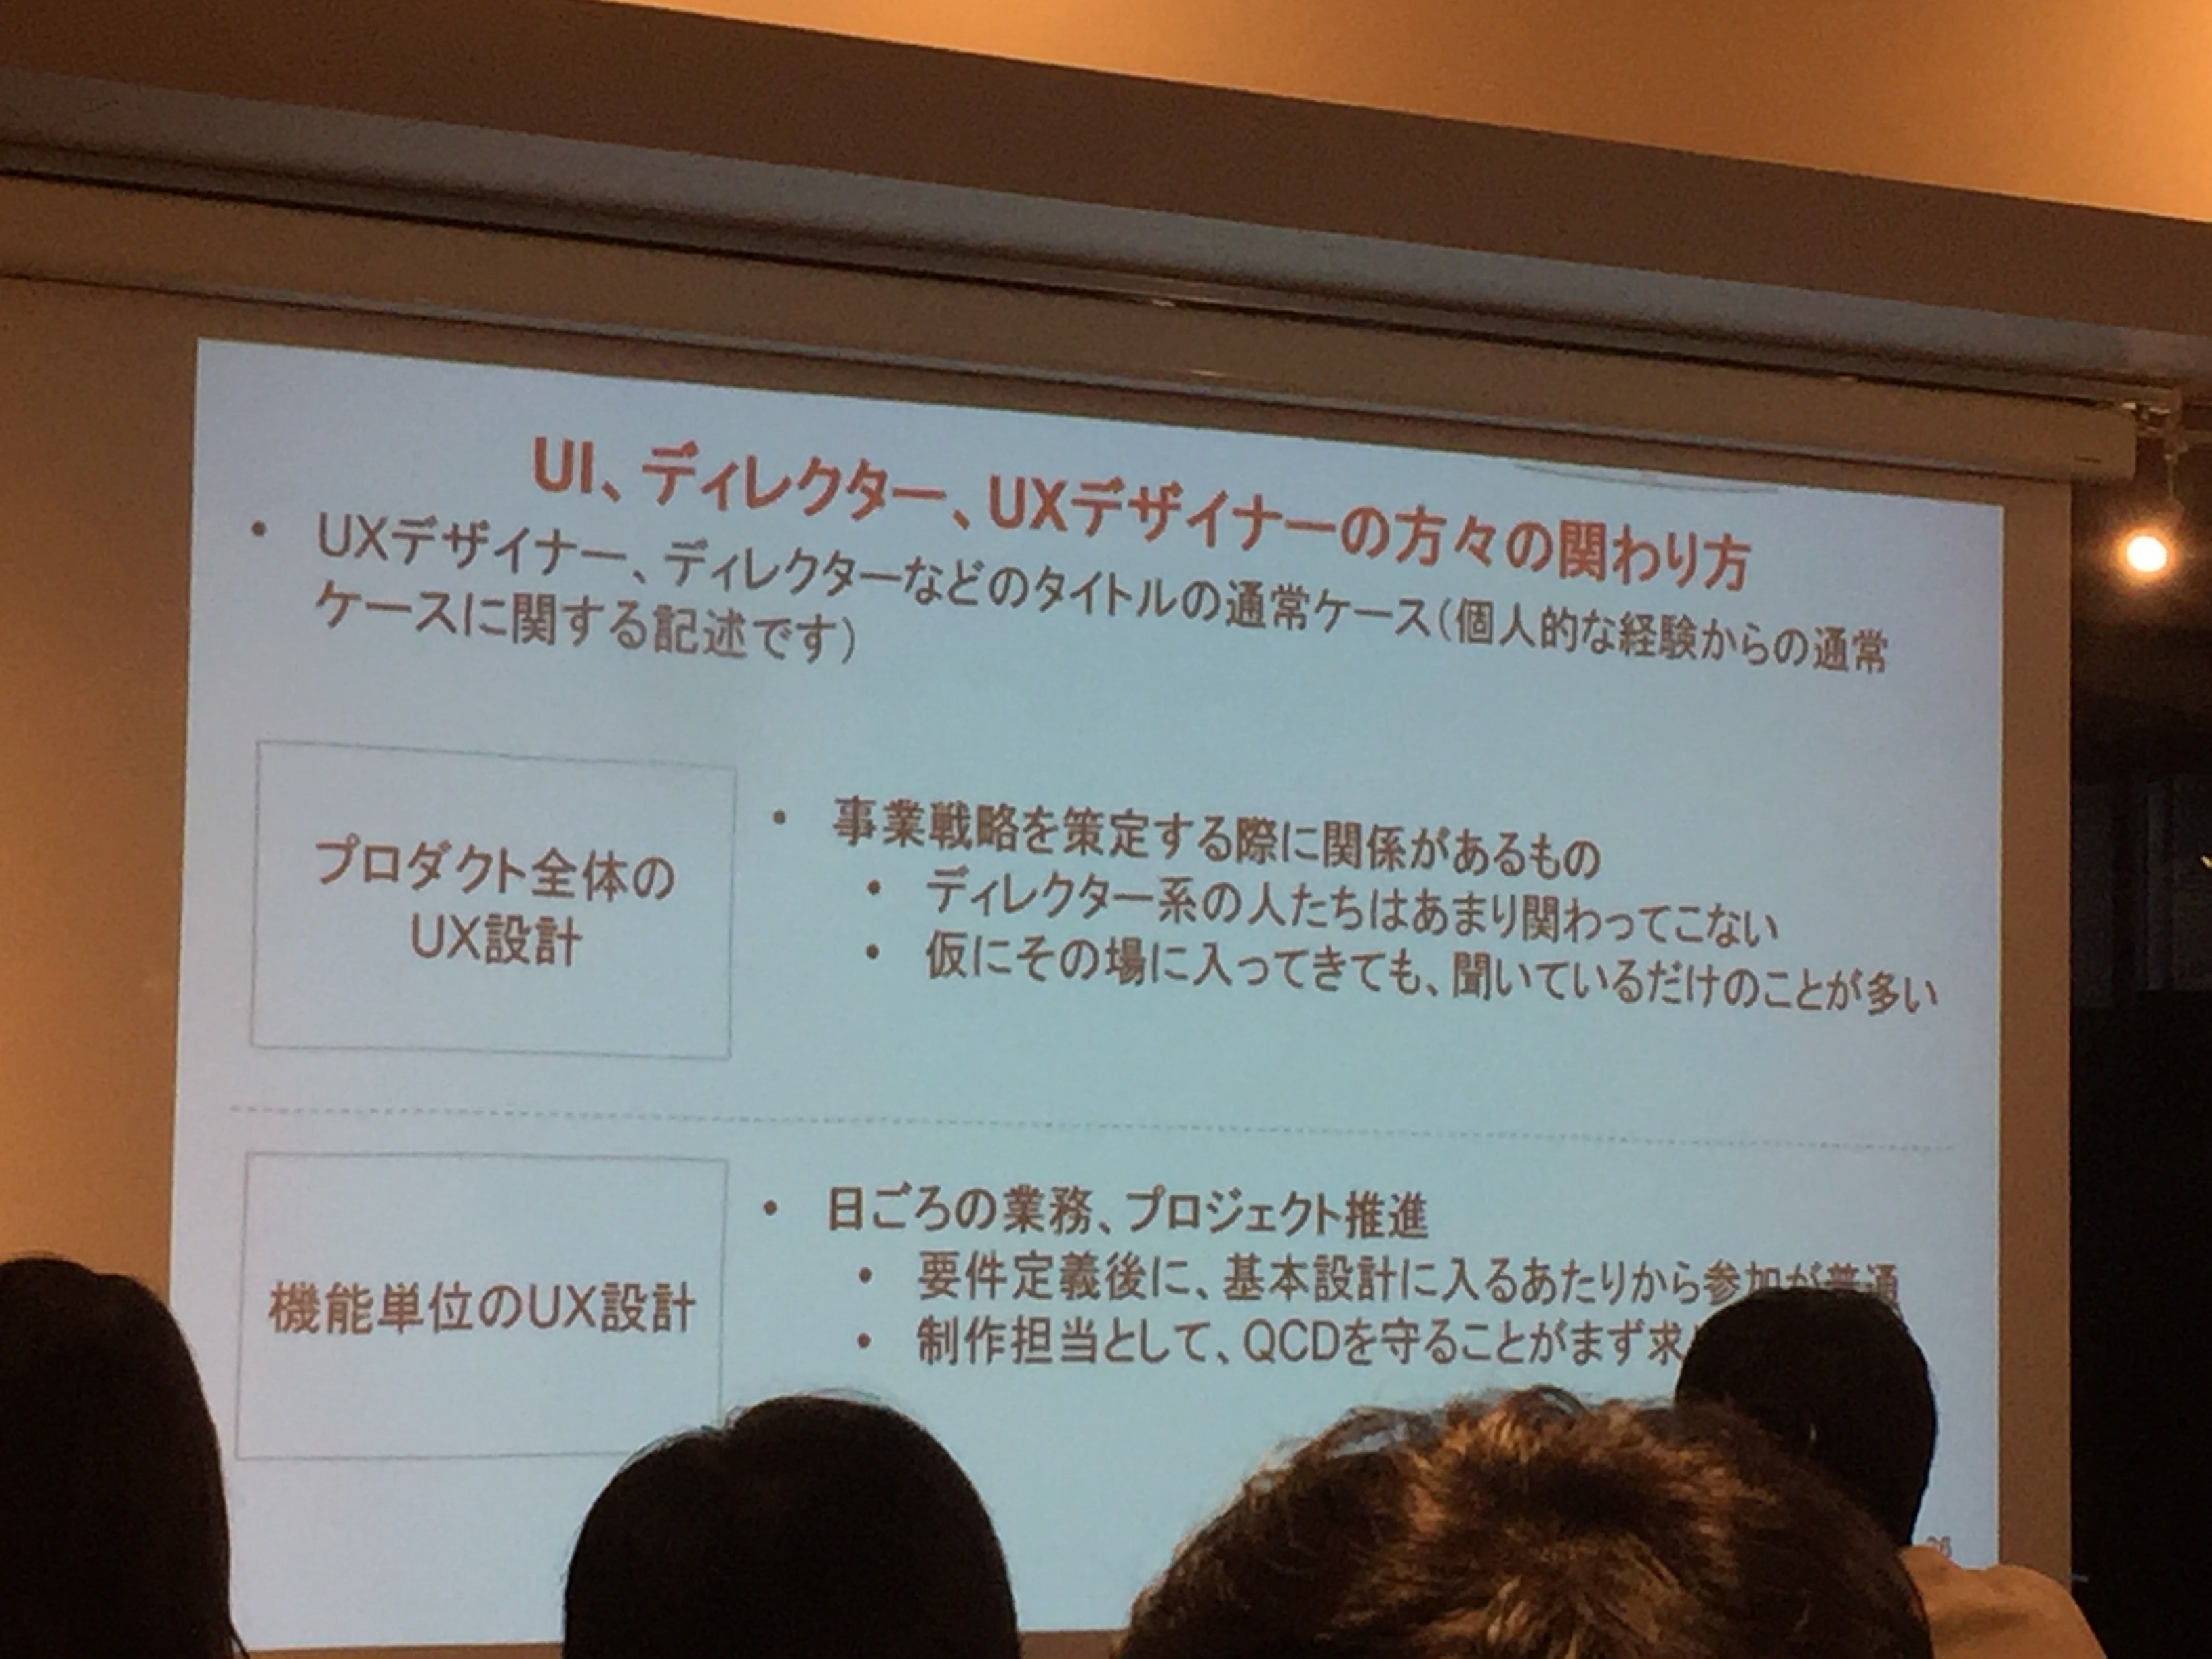 UI、ディレクター、UXデザイナーの方々の関わり方
• UXデザイナー、ディレクターなどのタイトルの通常ケース（個人的な経験からの通常
ケースに関する記述です）
プロダクト全体の
UX設計
• 事業戦略を策定する際に関係があるもの
• ディレクター系の人たちはあまり関わってこない
• 仮にその場に入ってきても、聞いているだけのことが多い
機能単位のUX設計
• 日ごろの業務、プロジェクト推進
• 要件定義後に、基本設計に入るあたりから参加が普通
• 制作担当として、QCDを守ることがまず求